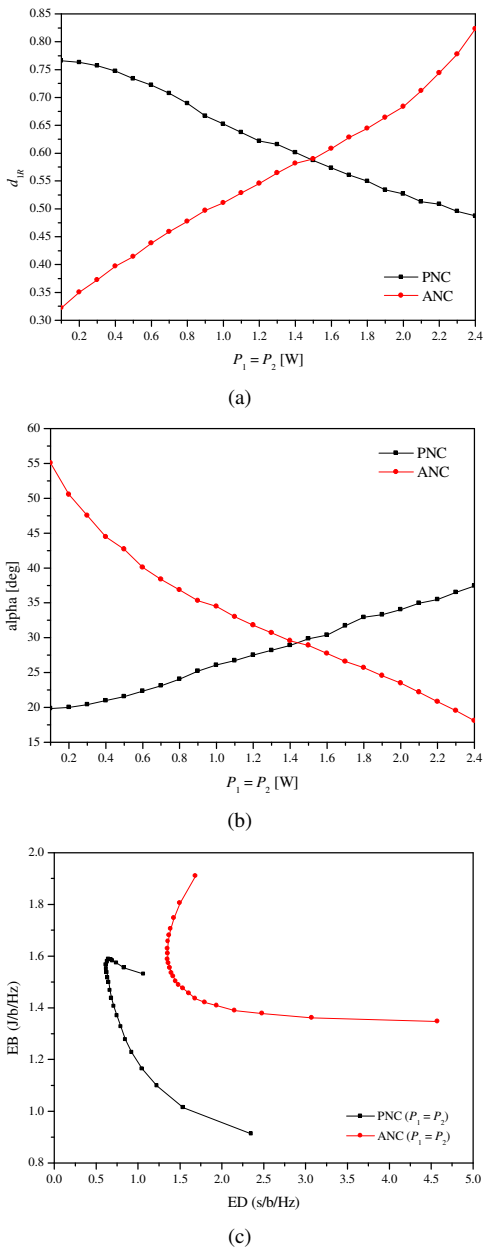 0.85
0.80
0.75
0.70
0.65
0.60
0.55
0.50
0.45
0.40
0.35
0.30
d1R
PNC
ANC
0.2 0.4 0.6 0.8 1.0 1.2 1.4 1.6 1.8 2.0 2.2 2.4
P1 = P2 [W]
(a)
60
55
50
45
40
35
30
25
20
15
alpha [deg]
PNC
ANC
0.2 0.4 0.6 0.8 1.0 1.2 1.4 1.6 1.8 2.0 2.2 2.4
P1 = P2 [W]
(b)
2.0
1.8
1.6
1.4
1.2
1.0
0.8
EB (J/b/Hz)
PNC (P1 = P2)
ANC (P1 = P2)
0.0 0.5 1.0 1.5 2.0 2.5 3.0 3.5 4.0 4.5 5.0
ED (s/b/Hz)
(c)